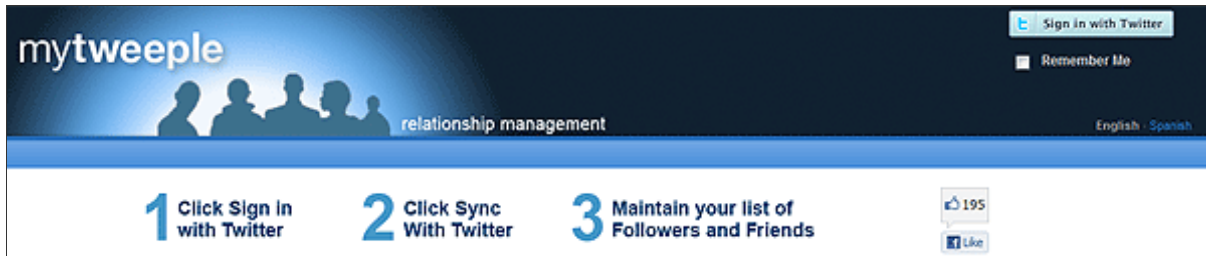 mytweeple
relationship management
Sign in with Twitter
Remember Me
English - Spanish
1 Click Sign in
with Twitter
2 Click Sync
With Twitter
3 Maintain your list of
Followers and Friends
195
Like